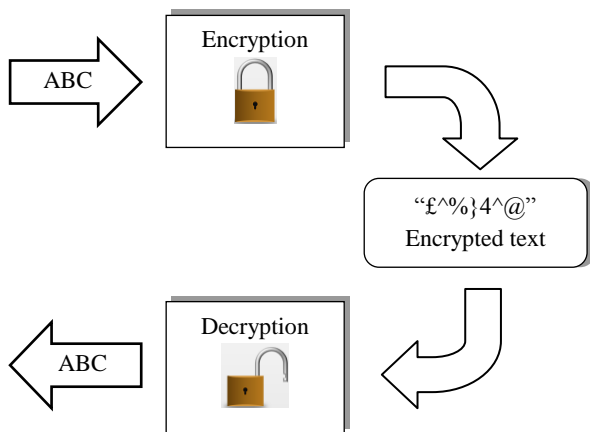 Encryption
ABC
“£^%}4^@”
Encrypted text
Decryption
ABC